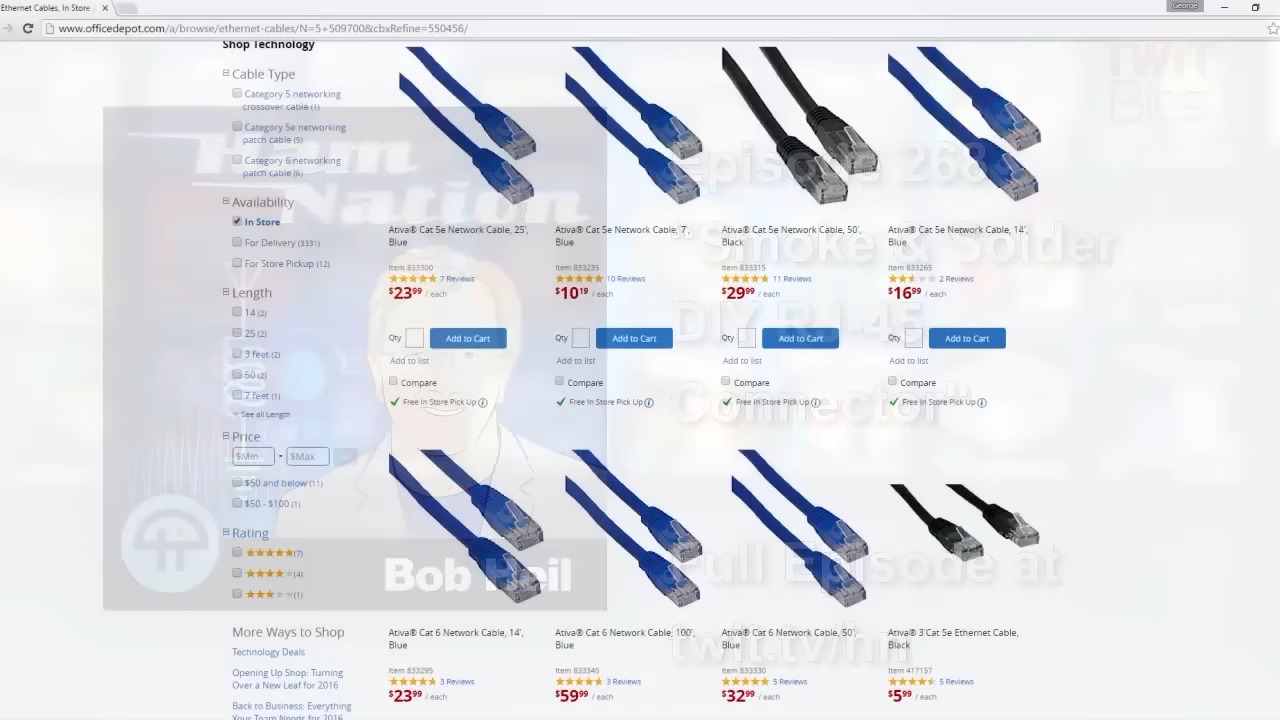 Ethernet Cables, In Store
George
www.officedepot.com/a/browse/ethernet-cables/N=5+509700&cbxRefine=550456/
Shop Technology
Cable Type
Category 5 networking
crossover cable (1)
Category 5e networking
patch cable (5)
Category 6 networking
patch cable (6)
Availability
In Store
For Delivery (3331)
For Store Pickup (12)
Length
14 (2)
25 (2)
3 feet (2)
50 (2)
7 feet (1)
See all Length
Price
$Min - $Max
$50 and below (11)
$50 - $100 (1)
Rating
(7)
(4)
(1)
More Ways to Shop
Technology Deals
Opening Up Shop: Turning
Over a New Leaf for 2016
Back to Business: Everything
Your Team Needs for 2016
Ativa® Cat 5e Network Cable, 25',
Blue
Item 833300
7 Reviews
$23.99 / each
Qty Add to Cart
Add to list
Compare
Free In Store Pick Up
Ativa® Cat 5e Network Cable, 7',
Blue
Item 833235
10 Reviews
$10.19 / each
Qty Add to Cart
Add to list
Compare
Free In Store Pick Up
Ativa® Cat 5e Network Cable, 50',
Black
Item 833315
11 Reviews
$29.99 / each
Qty Add to Cart
Add to list
Compare
Free In Store Pick Up
Ativa® Cat 5e Network Cable, 14',
Blue
Item 833265
2 Reviews
$16.99 / each
Qty Add to Cart
Add to list
Compare
Free In Store Pick Up
Ativa® Cat 6 Network Cable, 14',
Blue
Item 833295
3 Reviews
$23.99 / each
Ativa® Cat 6 Network Cable, 100',
Blue
Item 833345
3 Reviews
$59.99 / each
Ativa® Cat 6 Network Cable, 50',
Blue
Item 833330
5 Reviews
$32.99 / each
Ativa® 3'Cat 5e Ethernet Cable,
Black
Item 417157
5 Reviews
$5.99 / each
Ham
Nation
Bob Heil
twit
Bits
Episode 268
"Smoke & Solder
DIY RJ-45
Connector"
Full Episode at
twit.tv/hn